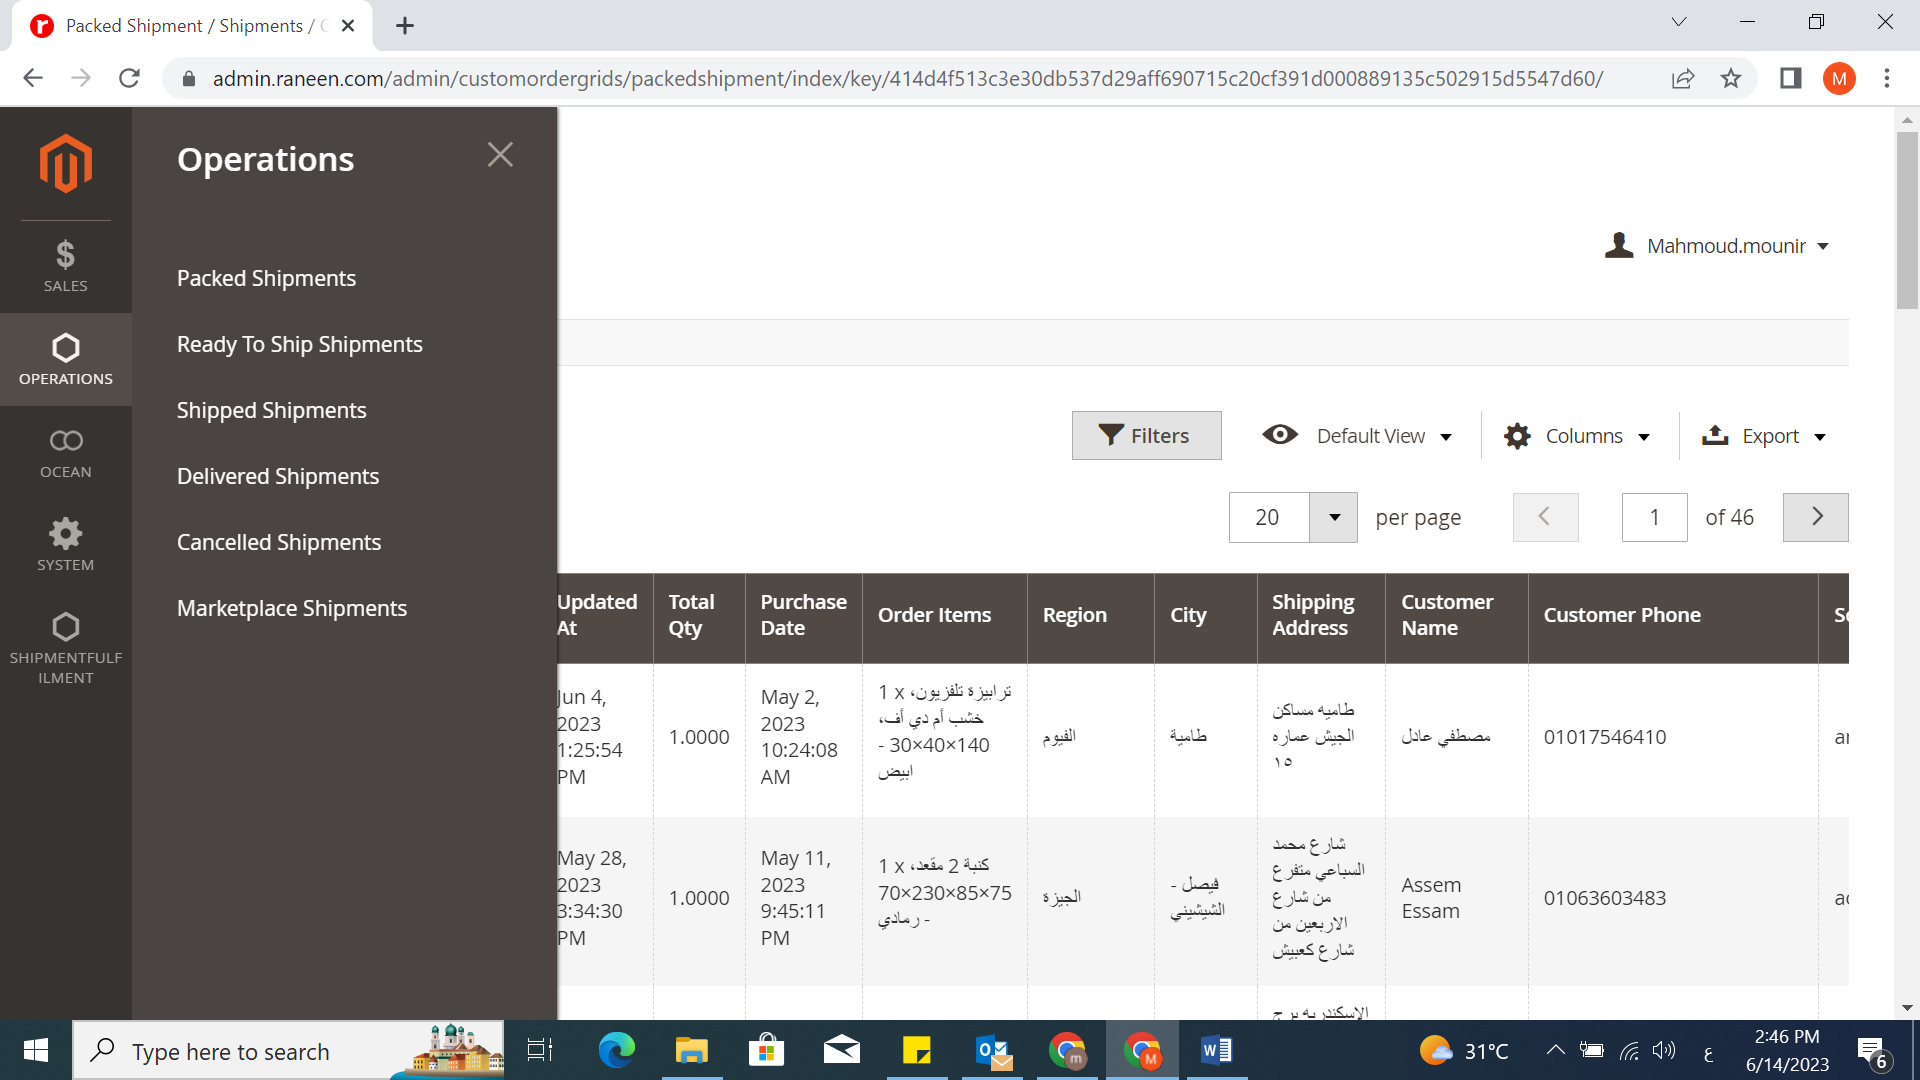 Packed Shipment / Shipments /
admin.raneen.com/admin/customordergrids/packedshipment/index/key/414d4f513c3e30db537d29aff690715c20cf391d000889135c502915d5547d60/
M
SALES
OPERATIONS
OCEAN
SYSTEM
SHIPMENTFULF
ILMENT
Operations
Packed Shipments
Ready To Ship Shipments
Shipped Shipments
Delivered Shipments
Cancelled Shipments
Marketplace Shipments
Mahmoud.mounir
Filters
Default View
Columns
Export
20
per page
1
of 46
Updated
At
Total
Qty
Purchase
Date
Order Items
Region
City
Shipping
Address
Customer
Name
Customer Phone
Jun 4,
2023
1:25:54
PM
1.0000
May 2,
2023
10:24:08
AM
1 x ترابيزة تلفزيون،
خشب أم دي أف،
- 30×40×140
ابيض
الفيوم
طامية
طاميه مساكن
الجيش عماره
١٥
مصطفي عادل
01017546410
May 28,
2023
3:34:30
PM
1.0000
May 11,
2023
9:45:11
PM
1 x كنبة 2 مقعد،
70×230×85×75
- رمادي
الجيزة
فيصل -
الشيشيني
شارع محمد
السباعي متفرع
من شارع
الاربعين من
شارع كعبيش
Assem
Essam
01063603483
الإسكندريه برج
Type here to search
31°C
ع
2:46 PM
6/14/2023
6